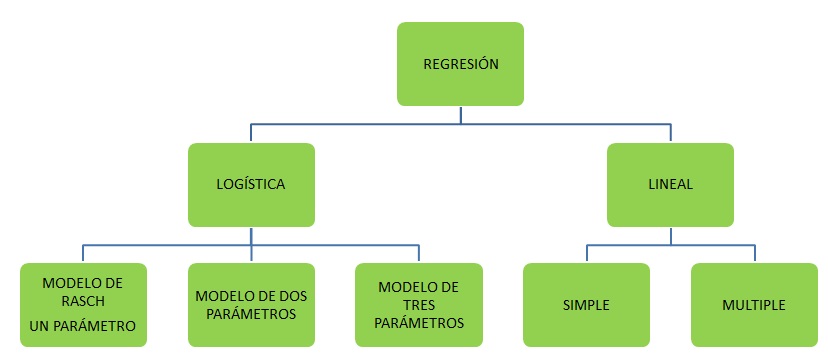 REGRESIÓN
LOGÍSTICA
LINEAL
MODELO DE
RASCH
UN PARÁMETRO
MODELO DE DOS
PARÁMETROS
MODELO DE
TRES
PARÁMETROS
SIMPLE
MULTIPLE